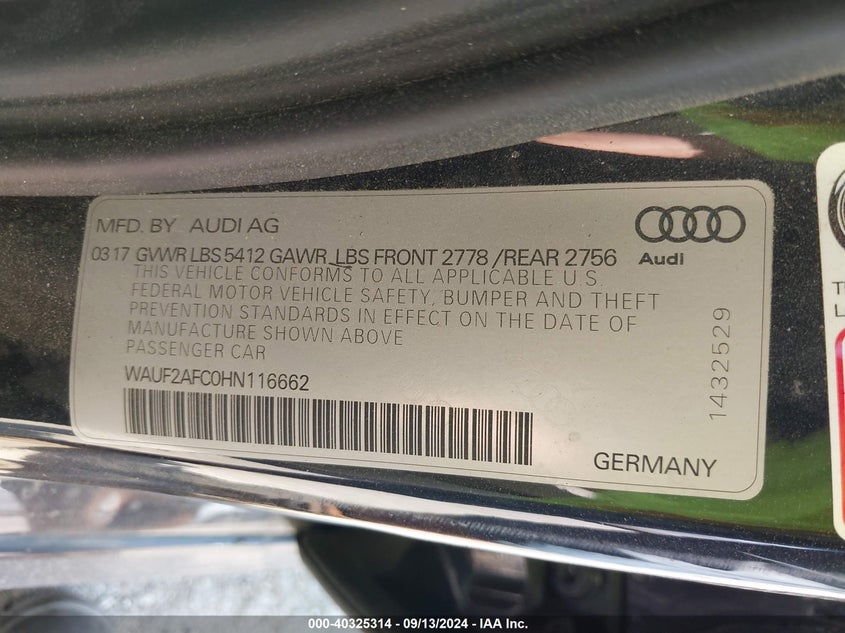 MFD. BY AUDI AG
0317 GVWR LBS 5412 GAWR LBS FRONT 2778 /REAR 2756
THIS VEHICLE CONFORMS TO ALL APPLICABLE U.S.
FEDERAL MOTOR VEHICLE SAFETY, BUMPER AND THEFT
PREVENTION STANDARDS IN EFFECT ON THE DATE OF
MANUFACTURE SHOWN ABOVE
PASSENGER CAR
WAUF2AFC0HN116662
Audi
1432529
GERMANY
000-40325314 - 09/13/2024 - IAA Inc.